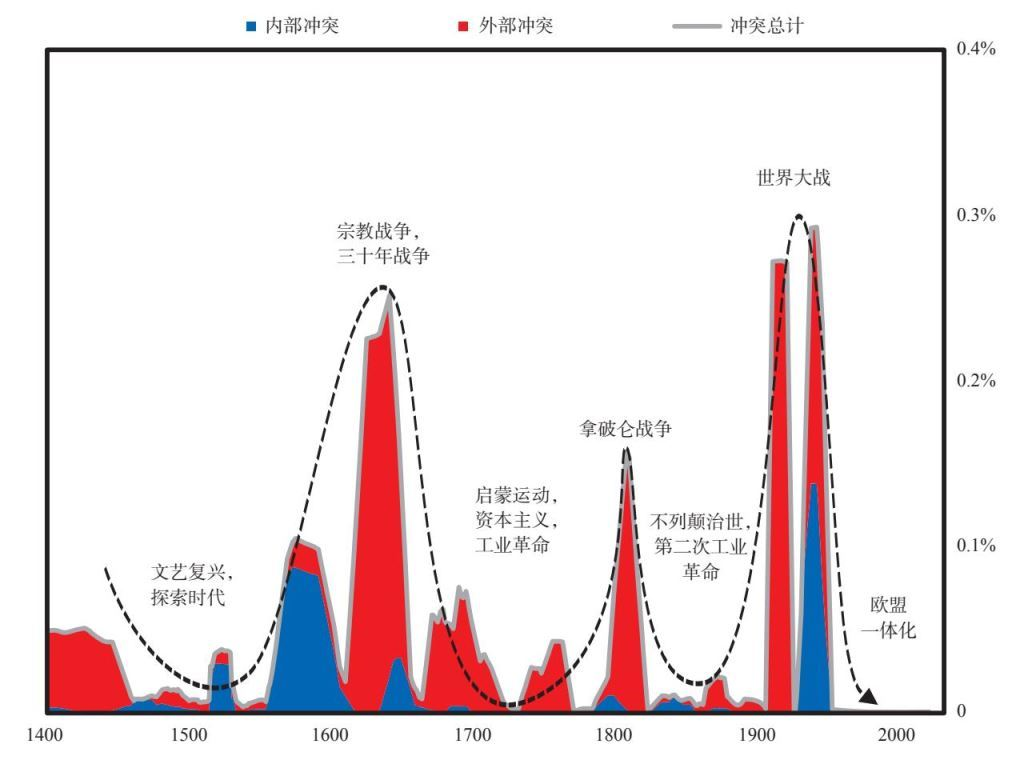 内部冲突
外部冲突
冲突总计
0.4%
世界大战
宗教战争，
三十年战争
0.3%
0.2%
拿破仑战争
启蒙运动，
资本主义，
工业革命
不列颠治世，
第二次工业
革命
0.1%
文艺复兴，
探索时代
欧盟
一体化
0
1400
1500
1600
1700
1800
1900
2000